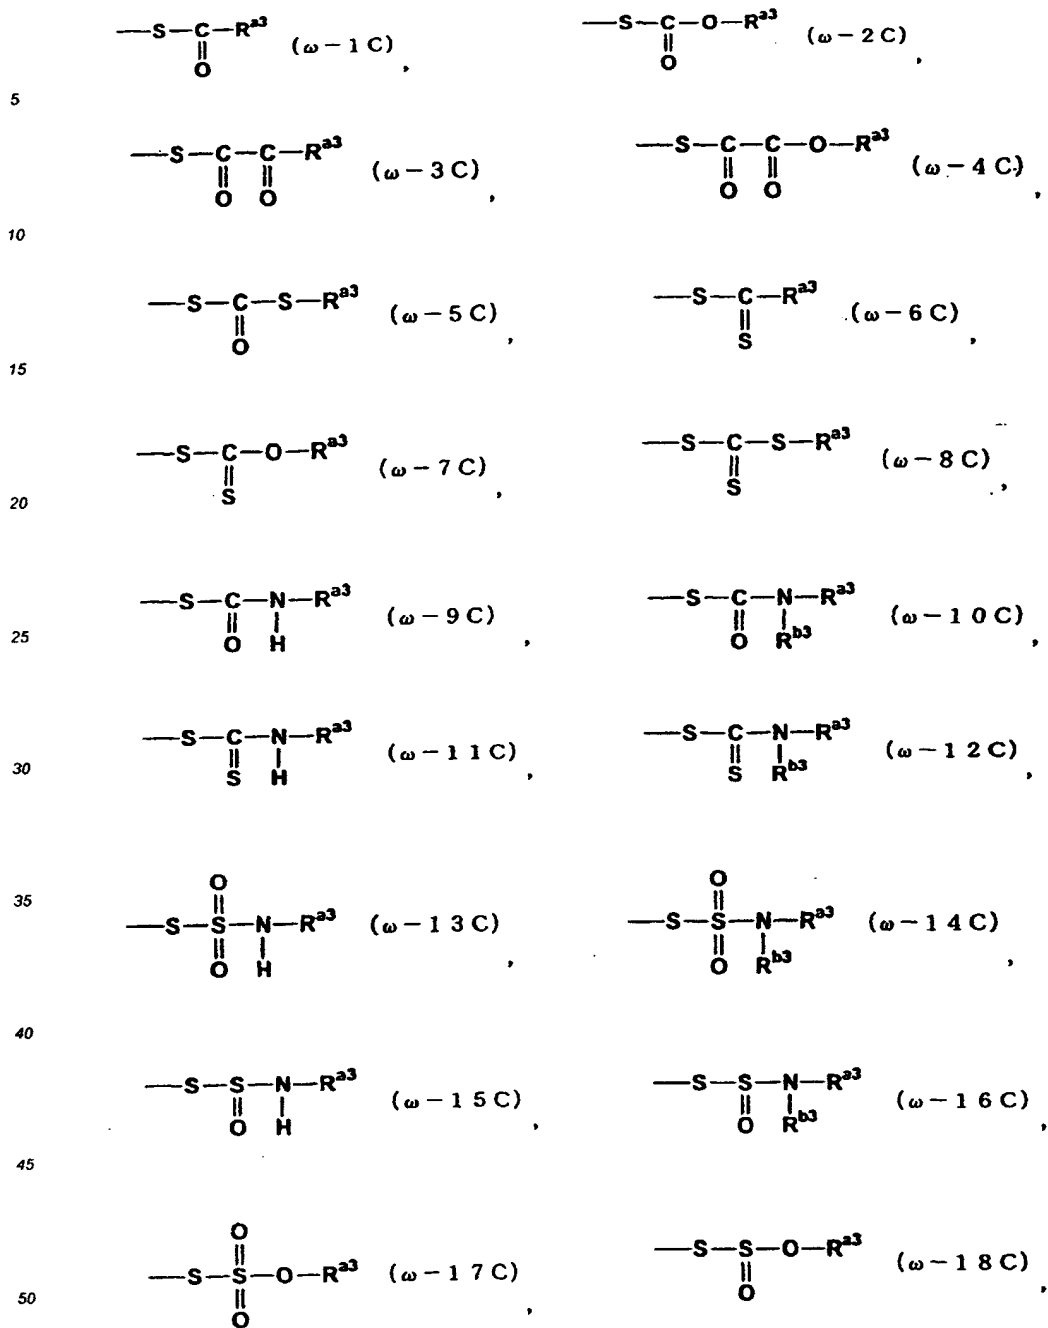 —S—C—R^a3 (ω−1C), —S—C—O—R^a3 (ω−2C),
|| ||
O O
5
—S—C—C—R^a3 (ω−3C), —S—C—C—O—R^a3 (ω−4C),
|| || || ||
O O O O
10
—S—C—S—R^a3 (ω−5C), —S—C—R^a3 (ω−6C),
|| ||
O S
15
—S—C—O—R^a3 (ω−7C), —S—C—S—R^a3 (ω−8C),
|| ||
S S
20
—S—C—N—R^a3 (ω−9C), —S—C—N—R^a3 (ω−10C),
|| | || |
O H O R^b3
25
—S—C—N—R^a3 (ω−11C), —S—C—N—R^a3 (ω−12C),
|| | || |
S H S R^b3
30
O O
35
|| ||
—S—S—N—R^a3 (ω−13C), —S—S—N—R^a3 (ω−14C),
|| | || |
O H O R^b3
40
—S—S—N—R^a3 (ω−15C), —S—S—N—R^a3 (ω−16C),
|| | || |
O H O R^b3
45
O
||
—S—S—O—R^a3 (ω−17C), —S—S—O—R^a3 (ω−18C),
|| ||
50
O O